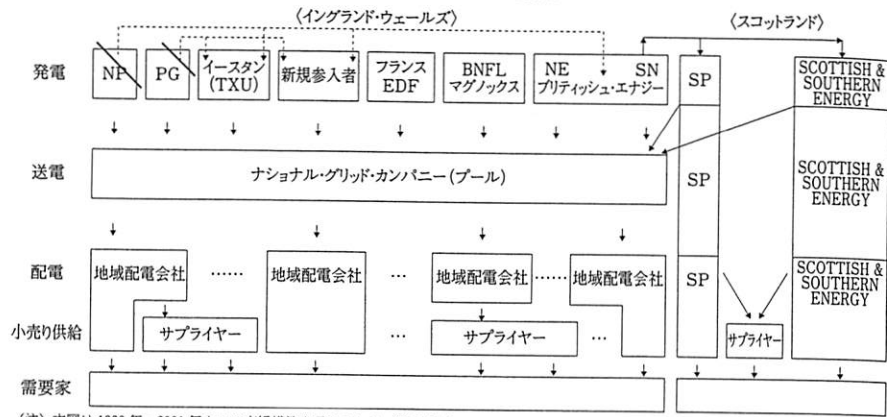 〈イングランド・ウェールズ〉
〈スコットランド〉
発電
NP
PG
イースタン
(TXU)
新規参入者
フランス
EDF
BNFL
マグノックス
NE SN
ブリティッシュ・エナジー
SP
SCOTTISH &
SOUTHERN
ENERGY
送電
ナショナル・グリッド・カンパニー(プール)
SP
SCOTTISH &
SOUTHERN
ENERGY
配電
地域配電会社
……
地域配電会社
…
地域配電会社
……
地域配電会社
SP
SCOTTISH &
SOUTHERN
ENERGY
小売り供給
サプライヤー
…
サプライヤー
…
サプライヤー
需要家